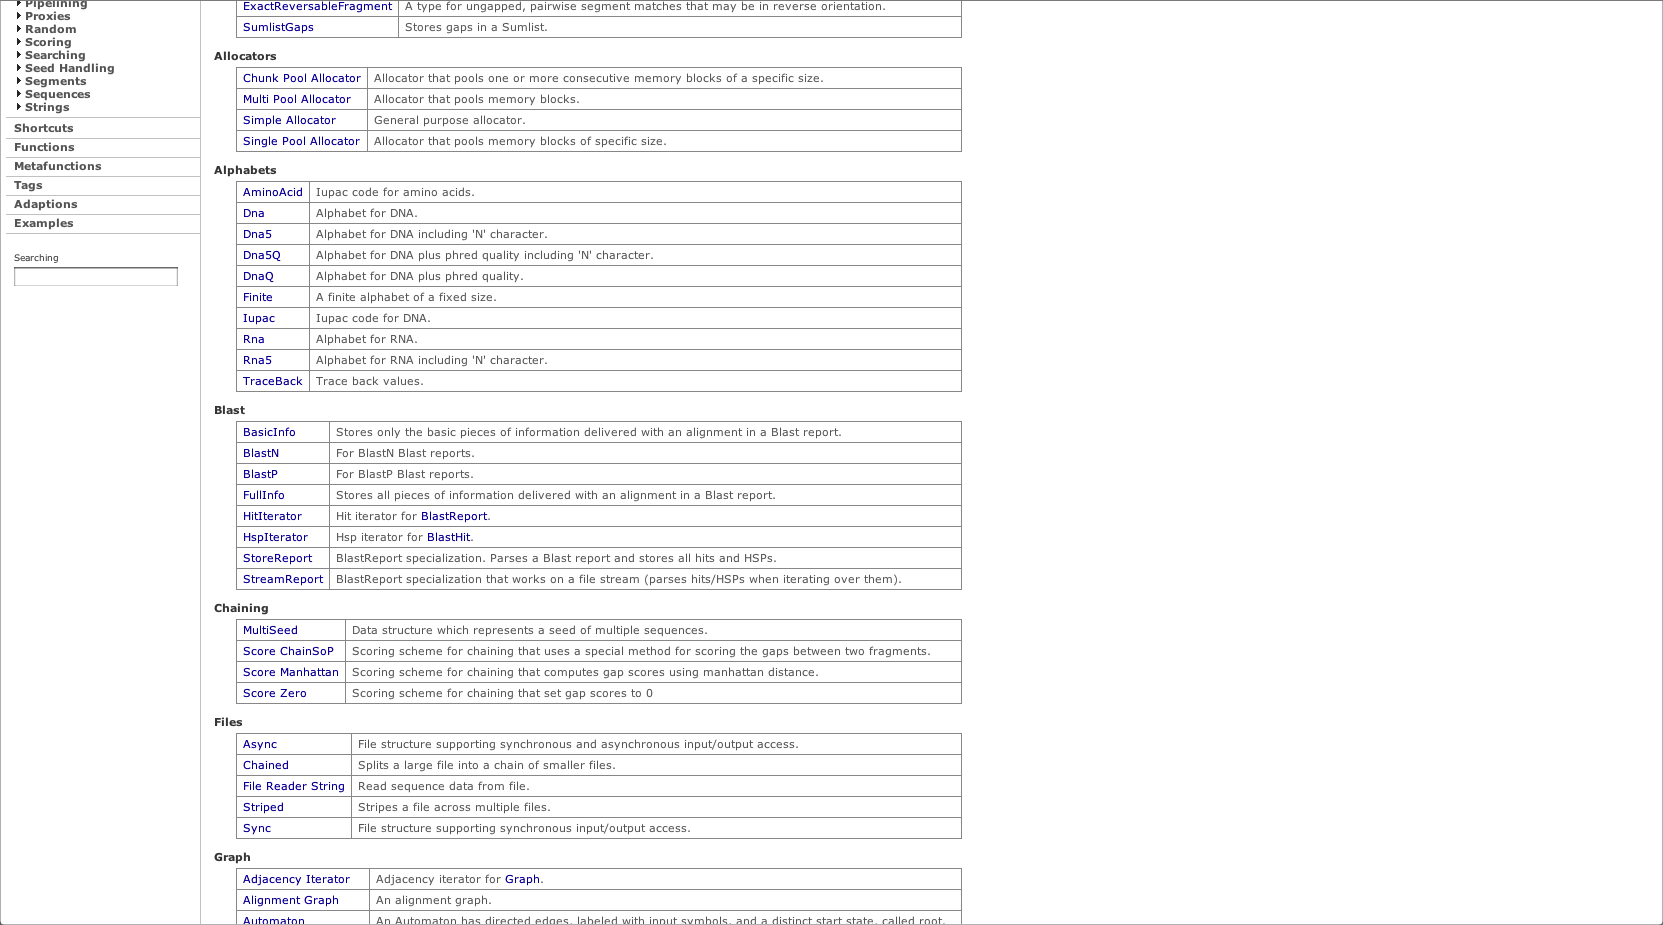 Pipelining
Proxies
Random
Scoring
Searching
Seed Handling
Segments
Sequences
Strings
Shortcuts
Functions
Metafunctions
Tags
Adaptions
Examples
Searching
ExactReversableFragment A type for ungapped, pairwise segment matches that may be in reverse orientation.
SumlistGaps Stores gaps in a Sumlist.
Allocators
Chunk Pool Allocator Allocator that pools one or more consecutive memory blocks of a specific size.
Multi Pool Allocator Allocator that pools memory blocks.
Simple Allocator General purpose allocator.
Single Pool Allocator Allocator that pools memory blocks of specific size.
Alphabets
AminoAcid Iupac code for amino acids.
Dna Alphabet for DNA.
Dna5 Alphabet for DNA including 'N' character.
Dna5Q Alphabet for DNA plus phred quality including 'N' character.
DnaQ Alphabet for DNA plus phred quality.
Finite A finite alphabet of a fixed size.
Iupac Iupac code for DNA.
Rna Alphabet for RNA.
Rna5 Alphabet for RNA including 'N' character.
TraceBack Trace back values.
Blast
BasicInfo Stores only the basic pieces of information delivered with an alignment in a Blast report.
BlastN For BlastN Blast reports.
BlastP For BlastP Blast reports.
FullInfo Stores all pieces of information delivered with an alignment in a Blast report.
HitIterator Hit iterator for BlastReport.
HspIterator Hsp iterator for BlastHit.
StoreReport BlastReport specialization. Parses a Blast report and stores all hits and HSPs.
StreamReport BlastReport specialization that works on a file stream (parses hits/HSPs when iterating over them).
Chaining
MultiSeed Data structure which represents a seed of multiple sequences.
Score ChainSoP Scoring scheme for chaining that uses a special method for scoring the gaps between two fragments.
Score Manhattan Scoring scheme for chaining that computes gap scores using manhattan distance.
Score Zero Scoring scheme for chaining that set gap scores to 0
Files
Async File structure supporting synchronous and asynchronous input/output access.
Chained Splits a large file into a chain of smaller files.
File Reader String Read sequence data from file.
Striped Stripes a file across multiple files.
Sync File structure supporting synchronous input/output access.
Graph
Adjacency Iterator Adjacency iterator for Graph.
Alignment Graph An alignment graph.
Automaton An Automaton has directed edges, labeled with input symbols, and a distinct start state, called root.